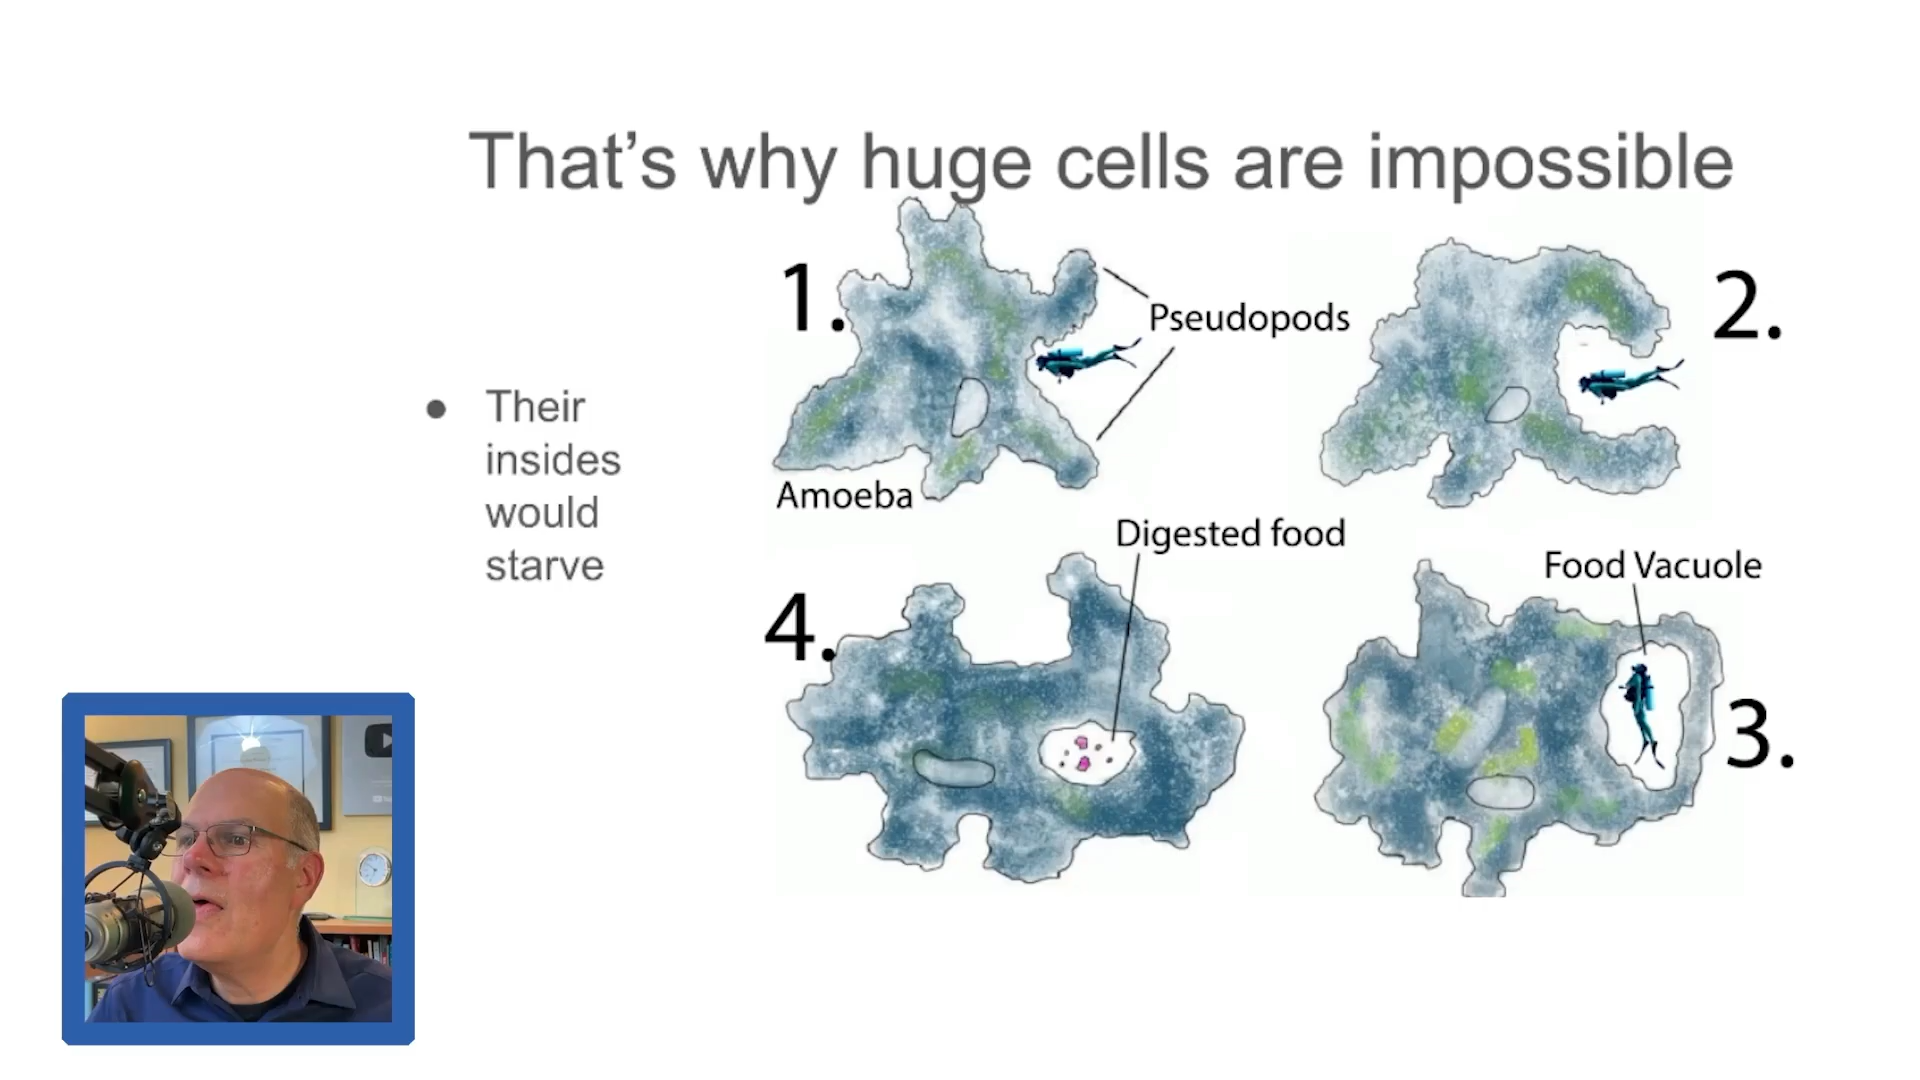 That’s why huge cells are impossible
1.
Pseudopods
2.
● Their
insides
would
starve
Amoeba
Digested food
Food Vacuole
4.
3.